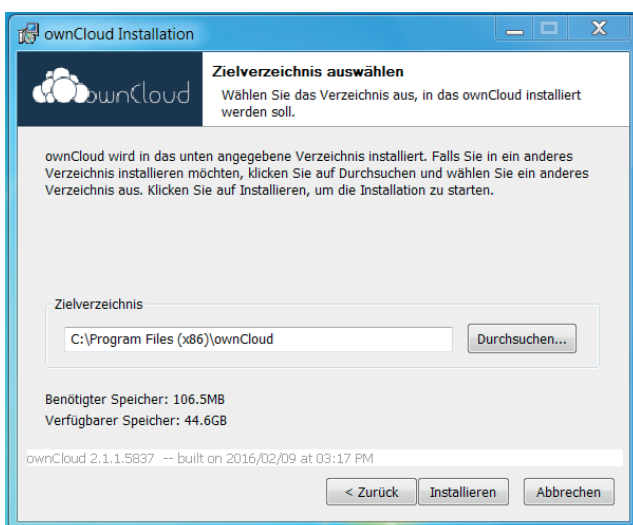 ownCloud Installation
ownCloud
Zielverzeichnis auswählen
Wählen Sie das Verzeichnis aus, in das ownCloud installiert
werden soll.
ownCloud wird in das unten angegebene Verzeichnis installiert. Falls Sie in ein anderes
Verzeichnis installieren möchten, klicken Sie auf Durchsuchen und wählen Sie ein anderes
Verzeichnis aus. Klicken Sie auf Installieren, um die Installation zu starten.
Zielverzeichnis
C:\Program Files (x86)\ownCloud
Durchsuchen...
Benötigter Speicher: 106.5MB
Verfügbarer Speicher: 44.6GB
ownCloud 2.1.1.5837 -- built on 2016/02/09 at 03:17 PM
< Zurück Installieren Abbrechen